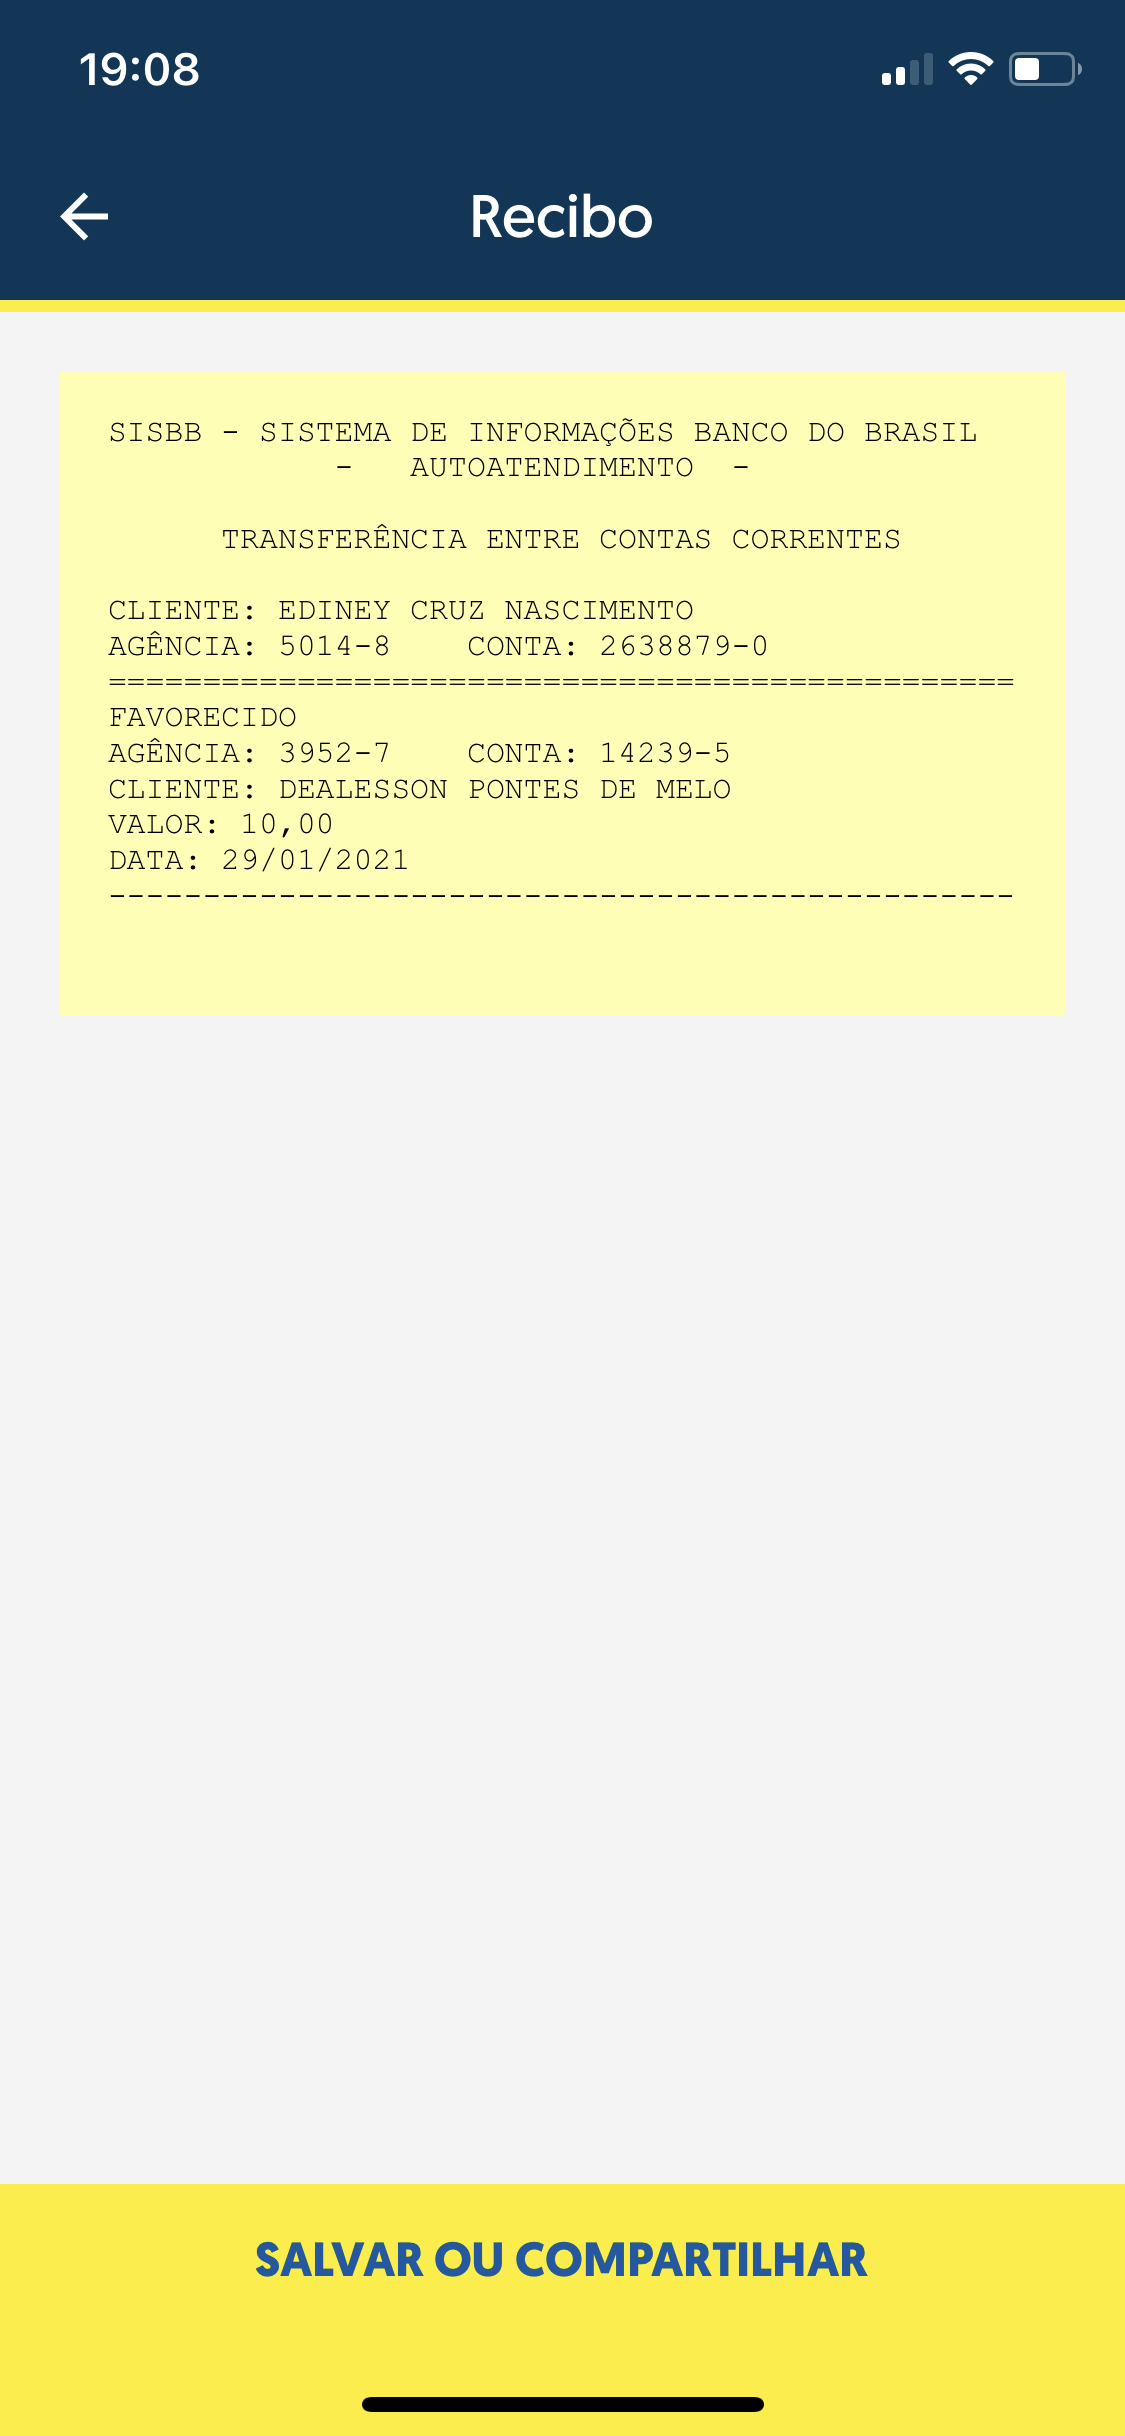 19:08
Recibo
SISBB - SISTEMA DE INFORMAÇÕES BANCO DO BRASIL
- AUTOATENDIMENTO -
TRANSFERÊNCIA ENTRE CONTAS CORRENTES
CLIENTE: EDINEY CRUZ NASCIMENTO
AGÊNCIA: 5014-8 CONTA: 2638879-0
================================================
FAVORECIDO
AGÊNCIA: 3952-7 CONTA: 14239-5
CLIENTE: DEALESSON PONTES DE MELO
VALOR: 10,00
DATA: 29/01/2021
------------------------------------------------
SALVAR OU COMPARTILHAR